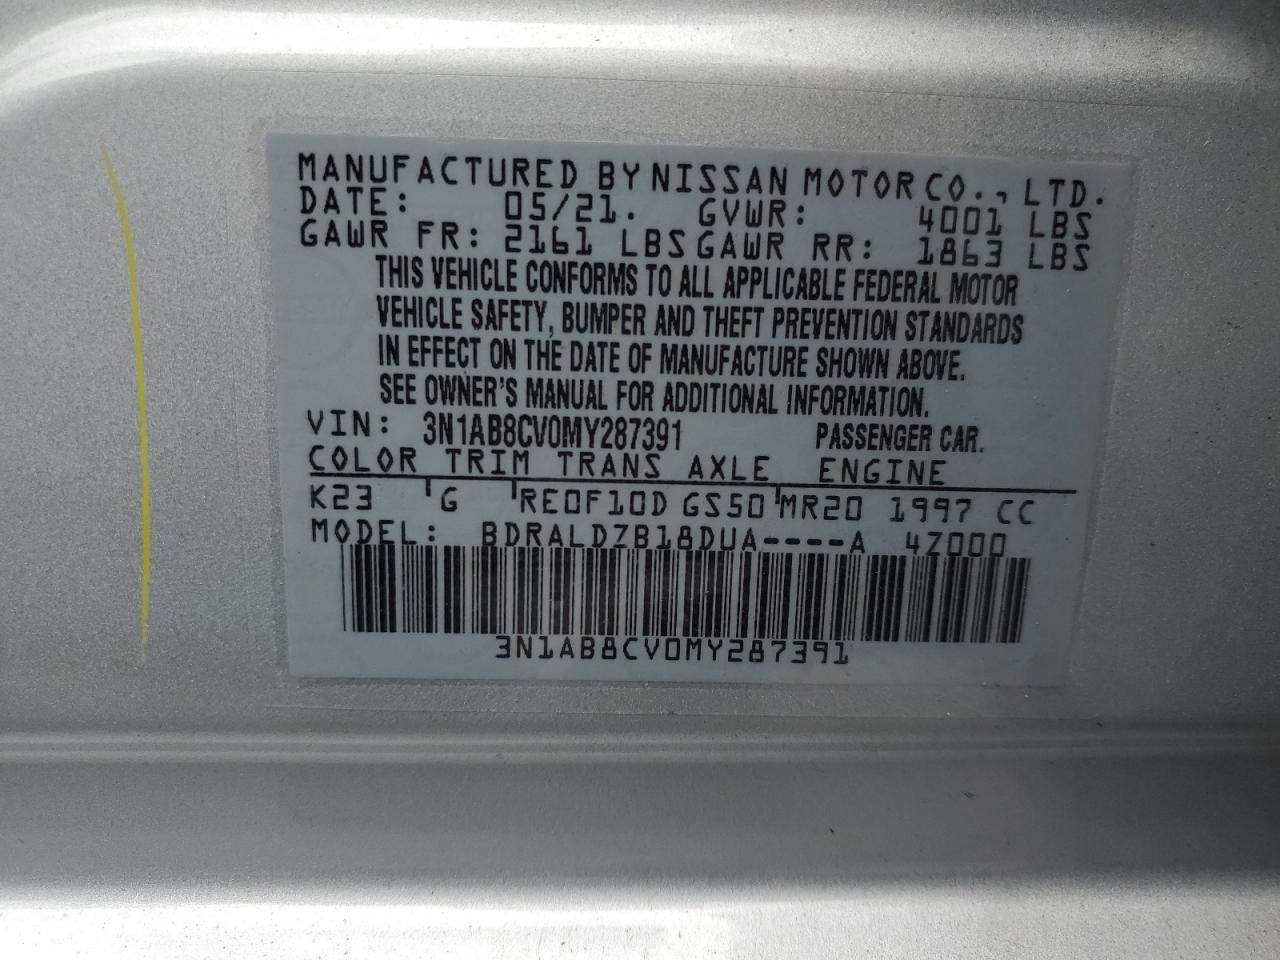 MANUFACTURED BY NISSAN MOTOR CO., LTD.
DATE: 05/21. GVWR: 4001 LBS
GAWR FR: 2161 LBS GAWR RR: 1863 LBS
THIS VEHICLE CONFORMS TO ALL APPLICABLE FEDERAL MOTOR
VEHICLE SAFETY, BUMPER AND THEFT PREVENTION STANDARDS
IN EFFECT ON THE DATE OF MANUFACTURE SHOWN ABOVE.
SEE OWNER'S MANUAL FOR ADDITIONAL INFORMATION.
VIN: 3N1AB8CV0MY287391 PASSENGER CAR.
COLOR TRIM TRANS AXLE ENGINE
K23 G RE0F10D GS50 MR20 1997 CC
MODEL: BDRALDZB18DUA----A 4Z000
3N1AB8CV0MY287391